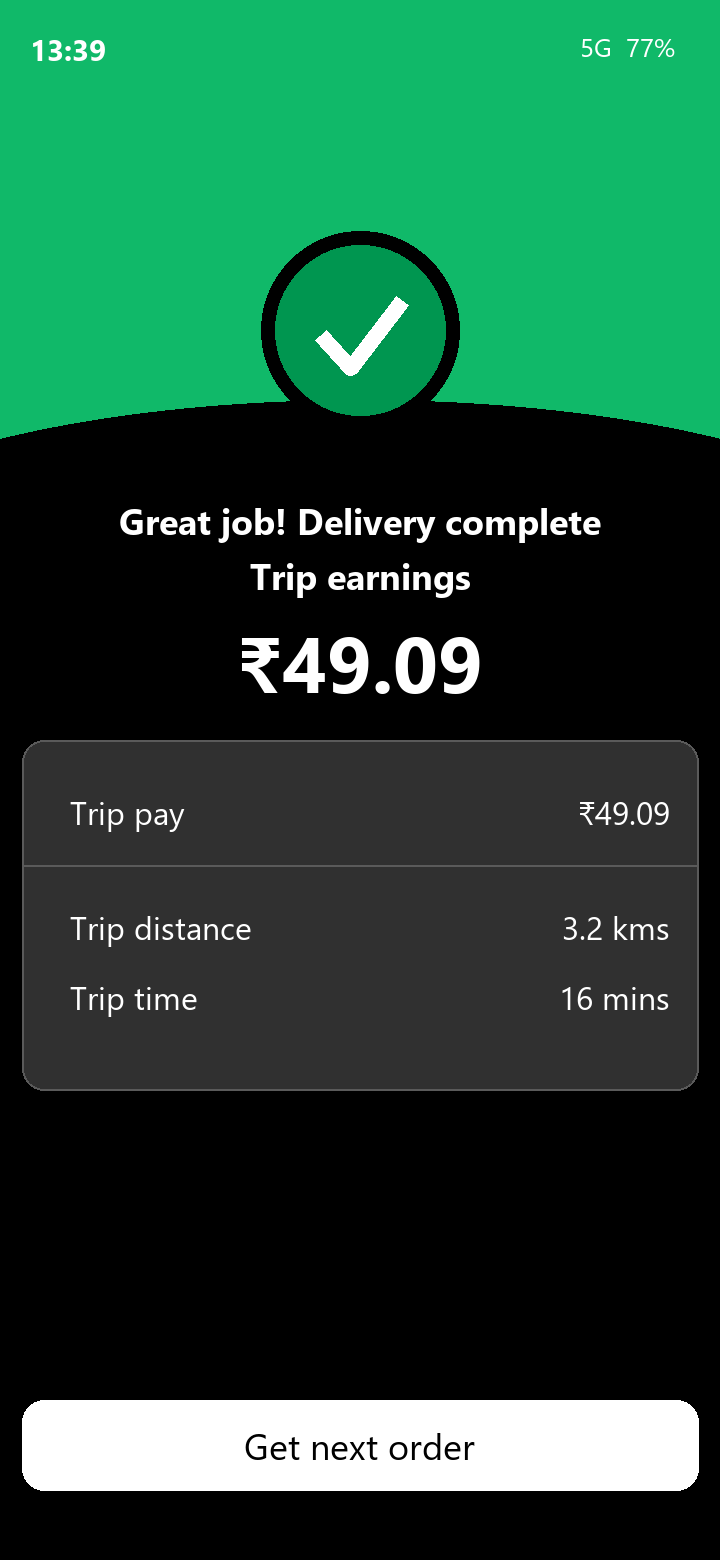 13:39 5G 77%
Great job! Delivery complete
Trip earnings
₹49.09
Trip pay ₹49.09
Trip distance 3.2 kms
Trip time 16 mins
Get next order